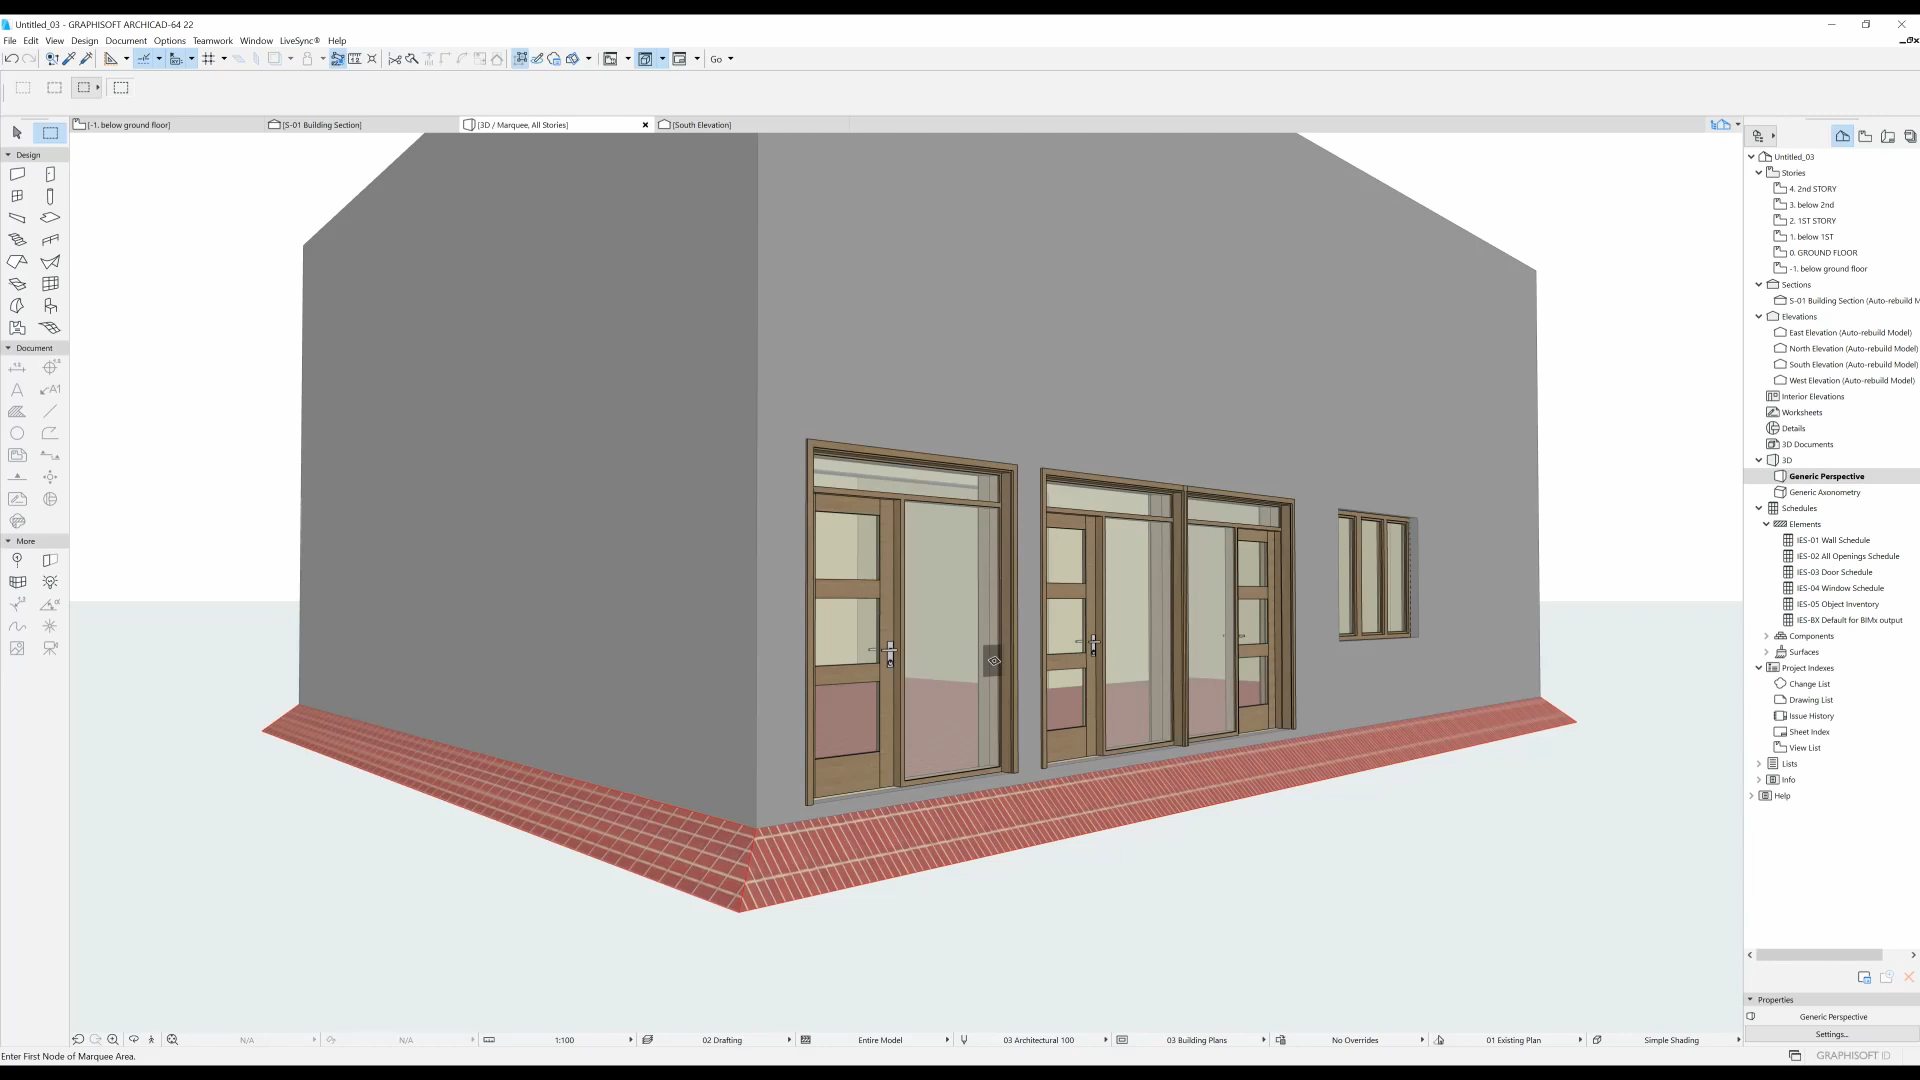 Untitled_03 - GRAPHISOFT ARCHICAD-64 22
File Edit View Design Document Options Teamwork Window LiveSync® Help
Go
[-1. below ground floor]
[S-01 Building Section]
[3D / Marquee, All Stories]
[South Elevation]
Design
Document
More
Untitled_03
Stories
4. 2nd STORY
3. below 2nd
2. 1ST STORY
1. below 1ST
0. GROUND FLOOR
-1. below ground floor
Sections
S-01 Building Section (Auto-rebuild M
Elevations
East Elevation (Auto-rebuild Model)
North Elevation (Auto-rebuild Model)
South Elevation (Auto-rebuild Model)
West Elevation (Auto-rebuild Model)
Interior Elevations
Worksheets
Details
3D Documents
3D
Generic Perspective
Generic Axonometry
Schedules
Elements
IES-01 Wall Schedule
IES-02 All Openings Schedule
IES-03 Door Schedule
IES-04 Window Schedule
IES-05 Object Inventory
IES-BX Default for BIMx output
Components
Surfaces
Project Indexes
Change List
Drawing List
Issue History
Sheet Index
View List
Lists
Info
Help
Properties
Generic Perspective
Settings...
N/A
N/A
1:100
02 Drafting
Entire Model
03 Architectural 100
03 Building Plans
No Overrides
01 Existing Plan
Simple Shading
Enter First Node of Marquee Area.
GRAPHISOFT ID